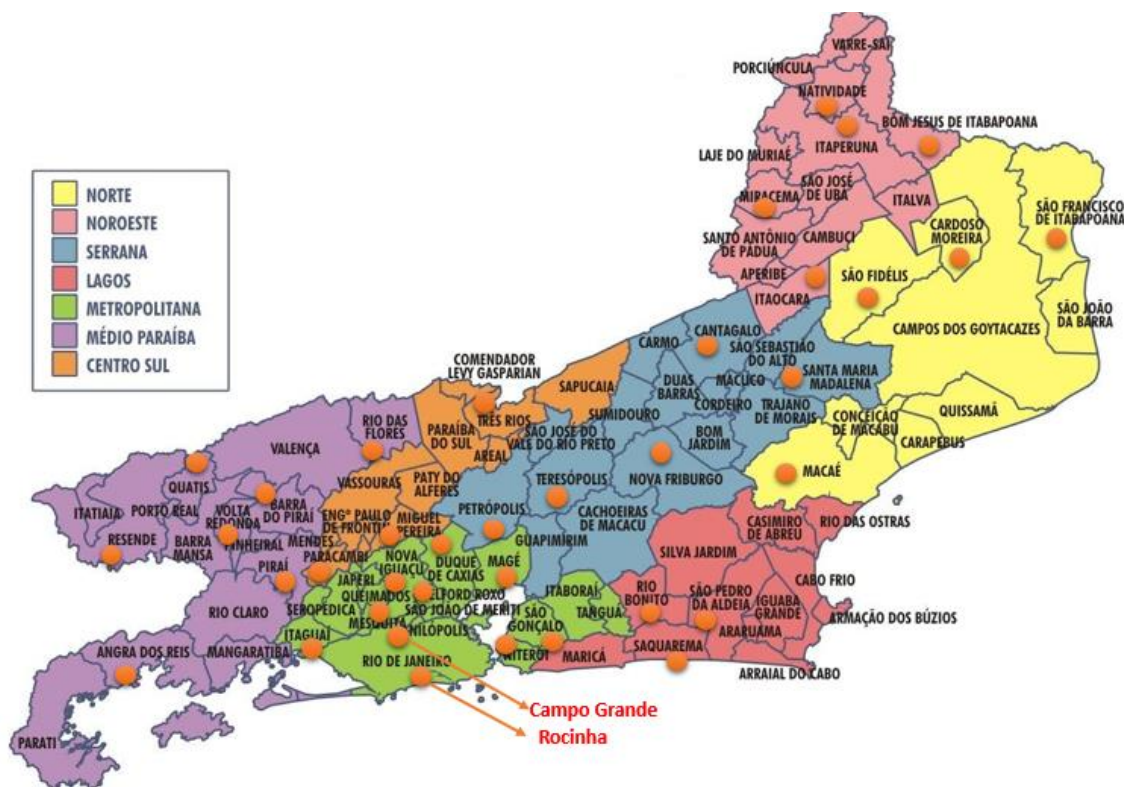 NORTE
NOROESTE
SERRANA
LAGOS
METROPOLITANA
MÉDIO PARAÍBA
CENTRO SUL
VARRE-SAI
PORCIÚNCULA
NATIVIDADE
BOM JESUS DE ITABAPOANA
ITAPERUNA
LAJE DO MURIAÉ
SÃO JOSÉ
DE UBA
MIRACEMA
ITALVA
SÃO FRANCISCO
DE ITABAPOANA
CARDOSO
MOREIRA
SANTO ANTÔNIO
DE PADUA
CAMBUCI
APERIBE
SÃO FIDÉLIS
ITAOCARA
SÃO JOÃO
DA BARRA
CAMPOS DOS GOYTACAZES
CANTAGALO
CARMO
SÃO SEBASTIÃO
DO ALTO
COMENDADOR
LEVY GASPARIAN
SAPUCAIA
DUAS
BARRAS
MACUCO
SANTA MARIA
MADALENA
CORDEIRO
TRAJANO
DE MORAIS
SUMIDOURO
QUISSAMÃ
CONCEIÇÃO
DE MACABU
CARAPEBUS
RIO DAS
FLORES
TRÊS RIOS
PARAÍBA
DO SUL
SÃO JOSÉ DO
VALE DO RIO PRETO
BOM
JARDIM
AREAL
VALENÇA
MACAÉ
VASSOURAS
PATY DO
ALFERES
TERESÓPOLIS
NOVA FRIBURGO
QUATIS
ITATIAIA
PORTO REAL
VOLTA
REDONDA
BARRA
DO PIRAÍ
ENGº PAULO
DE FRONTIN
MIGUEL
PEREIRA
PETRÓPOLIS
CACHOEIRAS
DE MACACU
CASIMIRO
DE ABREU
RIO DAS OSTRAS
RESENDE
BARRA
MANSA
PINHEIRAL
MENDES
GUAPIMIRIM
SILVA JARDIM
PIRAÍ
PARACAMBI
NOVA
IGUAÇU
DUQUE
DE CAXIAS
MAGÉ
JAPERI
QUEIMADOS
BELFORD ROXO
ITABORAÍ
RIO
BONITO
SÃO PEDRO
DA ALDEIA
CABO FRIO
RIO CLARO
SEROPÉDICA
SÃO JOÃO DE MERITI
SÃO
GONÇALO
TANGUÁ
IGUABA
GRANDE
ARMAÇÃO DOS BÚZIOS
MESQUITA
NILÓPOLIS
ARARUAMA
ITAGUAÍ
ANGRA DOS REIS
MANGARATIBA
RIO DE JANEIRO
NITERÓI
MARICÁ
SAQUAREMA
ARRAIAL DO CABO
Campo Grande
Rocinha
PARATI